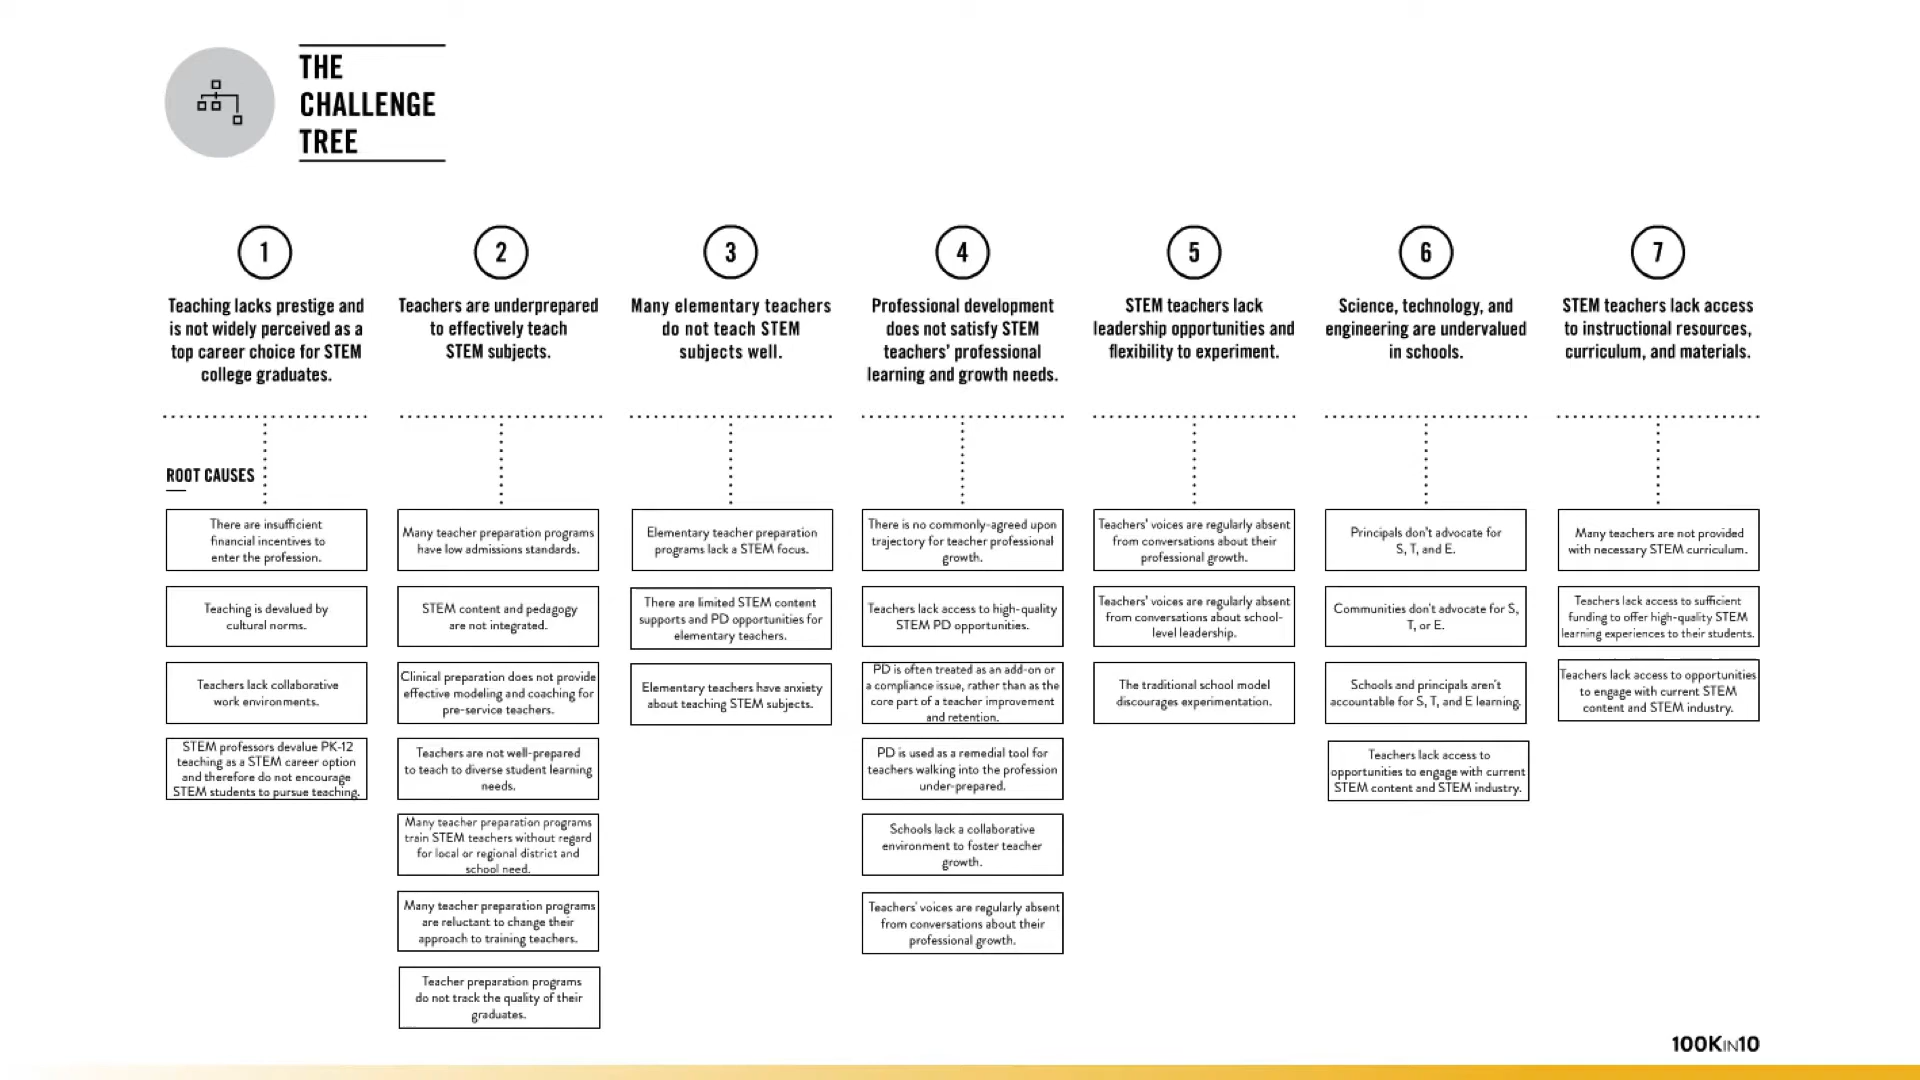 THE
CHALLENGE
TREE
1
Teaching lacks prestige and
is not widely perceived as a
top career choice for STEM
college graduates.
2
Teachers are underprepared
to effectively teach
STEM subjects.
3
Many elementary teachers
do not teach STEM
subjects well.
4
Professional development
does not satisfy STEM
teachers' professional
learning and growth needs.
5
STEM teachers lack
leadership opportunities and
flexibility to experiment.
6
Science, technology, and
engineering are undervalued
in schools.
7
STEM teachers lack access
to instructional resources,
curriculum, and materials.
ROOT CAUSES
There are insufficient
financial incentives to
enter the profession.
Teaching is devalued by
cultural norms.
Teachers lack collaborative
work environments.
STEM professors devalue PK-12
teaching as a STEM career option
and therefore do not encourage
STEM students to pursue teaching.
Many teacher preparation programs
have low admissions standards.
STEM content and pedagogy
are not integrated.
Clinical preparation does not provide
effective modeling and coaching for
pre-service teachers.
Teachers are not well-prepared
to teach to diverse student learning
needs.
Many teacher preparation programs
train STEM teachers without regard
for local or regional district and
school need.
Many teacher preparation programs
are reluctant to change their
approach to training teachers.
Teacher preparation programs
do not track the quality of their
graduates.
Elementary teacher preparation
programs lack a STEM focus.
There are limited STEM content
supports and PD opportunities for
elementary teachers.
Elementary teachers have anxiety
about teaching STEM subjects.
There is no commonly-agreed upon
trajectory for teacher professional
growth.
Teachers lack access to high-quality
STEM PD opportunities.
PD is often treated as an add-on or
a compliance issue, rather than as the
core part of a teacher improvement
and retention.
PD is used as a remedial tool for
teachers walking into the profession
under-prepared.
Schools lack a collaborative
environment to foster teacher
growth.
Teachers' voices are regularly absent
from conversations about their
professional growth.
Teachers' voices are regularly absent
from conversations about their
professional growth.
Teachers' voices are regularly absent
from conversations about school-
level leadership.
The traditional school model
discourages experimentation.
Principals don't advocate for
S, T, and E.
Communities don't advocate for S,
T, or E.
Schools and principals aren't
accountable for S, T, and E learning.
Teachers lack access to
opportunities to engage with current
STEM content and STEM industry.
Many teachers are not provided
with necessary STEM curriculum.
Teachers lack access to sufficient
funding to offer high-quality STEM
learning experiences to their students.
Teachers lack access to opportunities
to engage with current STEM
content and STEM industry.
100KIN10